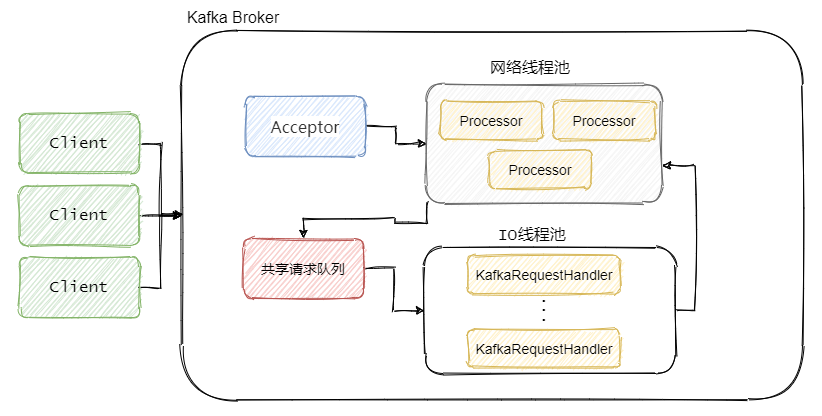 Kafka Broker
网络线程池
Acceptor
Processor
Processor
Processor
Client
Client
Client
共享请求队列
IO线程池
KafkaRequestHandler
KafkaRequestHandler